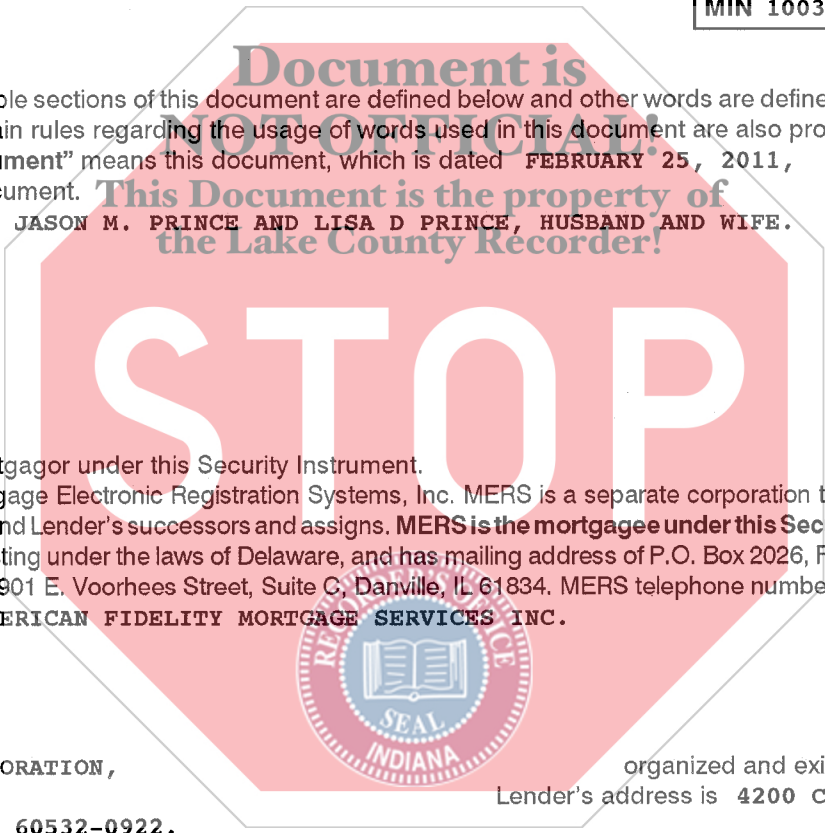 MIN 1003
Document is
ble sections of this document are defined below and other words are define
in rules regarding the usage of words used in this document are also pro
NOT OFFICIAL!
ument” means this document, which is dated FEBRUARY 25, 2011,
cument.
This Document is the property of
JASON M. PRINCE AND LISA D PRINCE, HUSBAND AND WIFE.
the Lake County Recorder!
STOP
tgagor under this Security Instrument.
gage Electronic Registration Systems, Inc. MERS is a separate corporation t
nd Lender's successors and assigns. MERS is the mortgagee under this Sec
ting under the laws of Delaware, and has mailing address of P.O. Box 2026, F
901 E. Voorhees Street, Suite C, Danville, IL 61834. MERS telephone numbe
ERICAN FIDELITY MORTGAGE SERVICES INC.
RECORDER'S OFFICE
SEAL
INDIANA
ORATION, organized and exi
Lender's address is 4200 C
60532-0922.